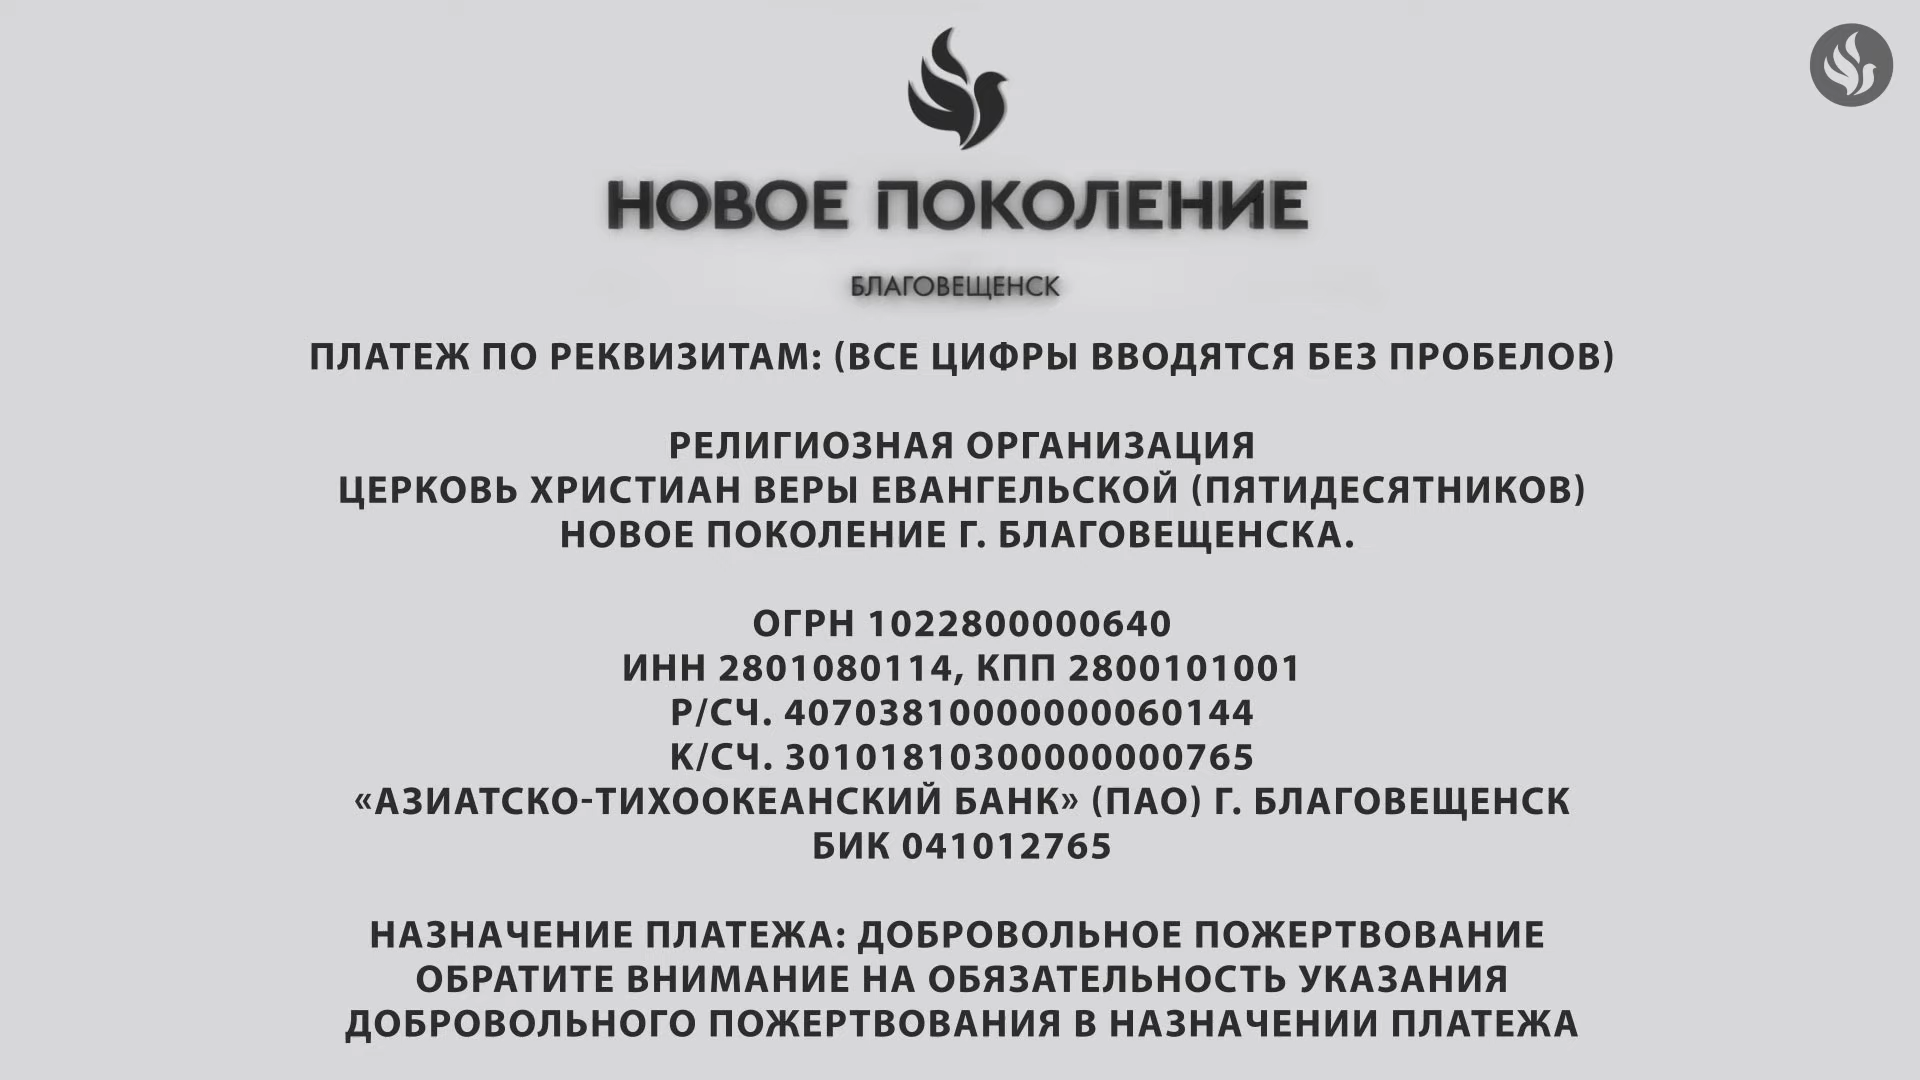 НОВОЕ ПОКОЛЕНИЕ
БЛАГОВЕЩЕНСК
ПЛАТЕЖ ПО РЕКВИЗИТАМ: (ВСЕ ЦИФРЫ ВВОДЯТСЯ БЕЗ ПРОБЕЛОВ)
РЕЛИГИОЗНАЯ ОРГАНИЗАЦИЯ
ЦЕРКОВЬ ХРИСТИАН ВЕРЫ ЕВАНГЕЛЬСКОЙ (ПЯТИДЕСЯТНИКОВ)
НОВОЕ ПОКОЛЕНИЕ Г. БЛАГОВЕЩЕНСКА.
ОГРН 1022800000640
ИНН 2801080114, КПП 2800101001
Р/СЧ. 40703810000000060144
К/СЧ. 30101810300000000765
«АЗИАТСКО-ТИХООКЕАНСКИЙ БАНК» (ПАО) Г. БЛАГОВЕЩЕНСК
БИК 041012765
НАЗНАЧЕНИЕ ПЛАТЕЖА: ДОБРОВОЛЬНОЕ ПОЖЕРТВОВАНИЕ
ОБРАТИТЕ ВНИМАНИЕ НА ОБЯЗАТЕЛЬНОСТЬ УКАЗАНИЯ
ДОБРОВОЛЬНОГО ПОЖЕРТВОВАНИЯ В НАЗНАЧЕНИИ ПЛАТЕЖА